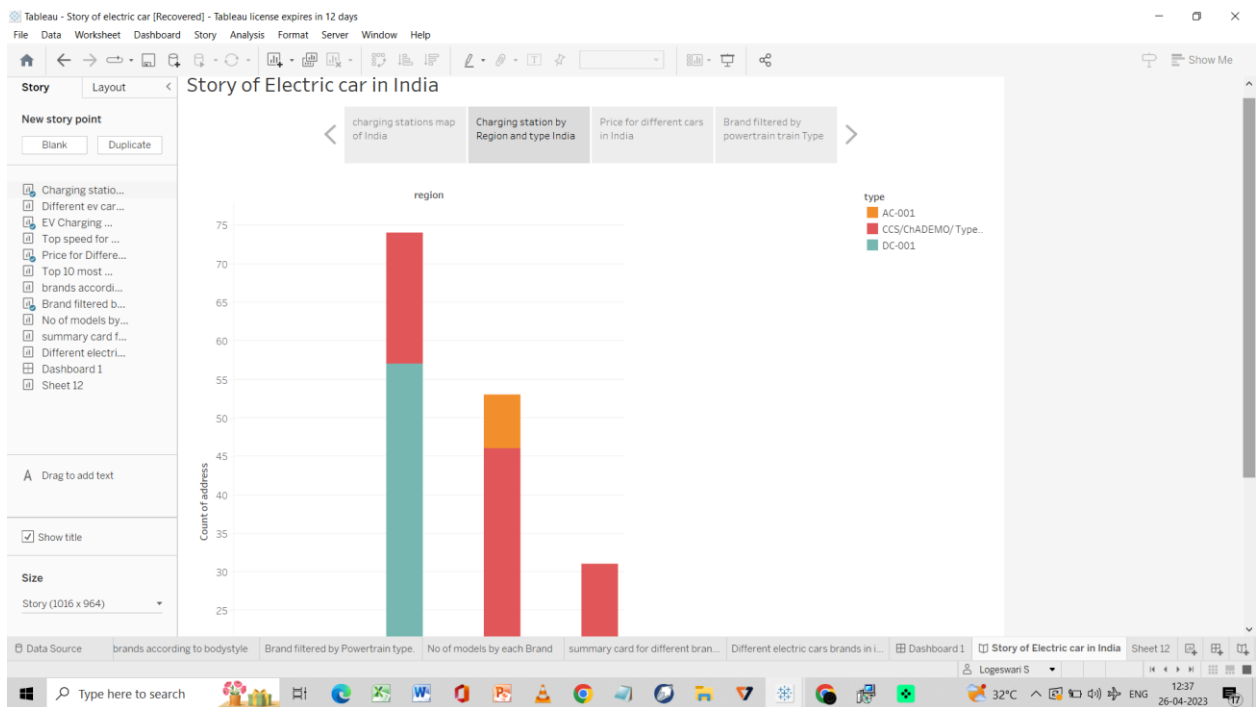 Tableau - Story of electric car [Recovered] - Tableau license expires in 12 days
File Data Worksheet Dashboard Story Analysis Format Server Window Help
Show Me
Story Layout
Story of Electric car in India
New story point
Blank Duplicate
charging stations map
of India
Charging station by
Region and type India
Price for different cars
in India
Brand filtered by
powertrain train Type
Charging statio...
Different ev car...
EV Charging ...
Top speed for ...
Price for Differe...
Top 10 most ...
brands accordi...
Brand filtered b...
No of models by...
summary card f...
Different electri...
Dashboard 1
Sheet 12
A Drag to add text
Show title
Size
Story (1016 x 964)
region
75
70
65
60
55
50
45
40
35
30
25
Count of address
type
AC-001
CCS/ChADEMO/ Type..
DC-001
Data Source brands according to bodystyle Brand filtered by Powertrain type. No of models by each Brand summary card for different bran... Different electric cars brands in i... Dashboard 1 Story of Electric car in India Sheet 12
Logeswari S
Type here to search
32°C ENG 12:37
26-04-2023
17